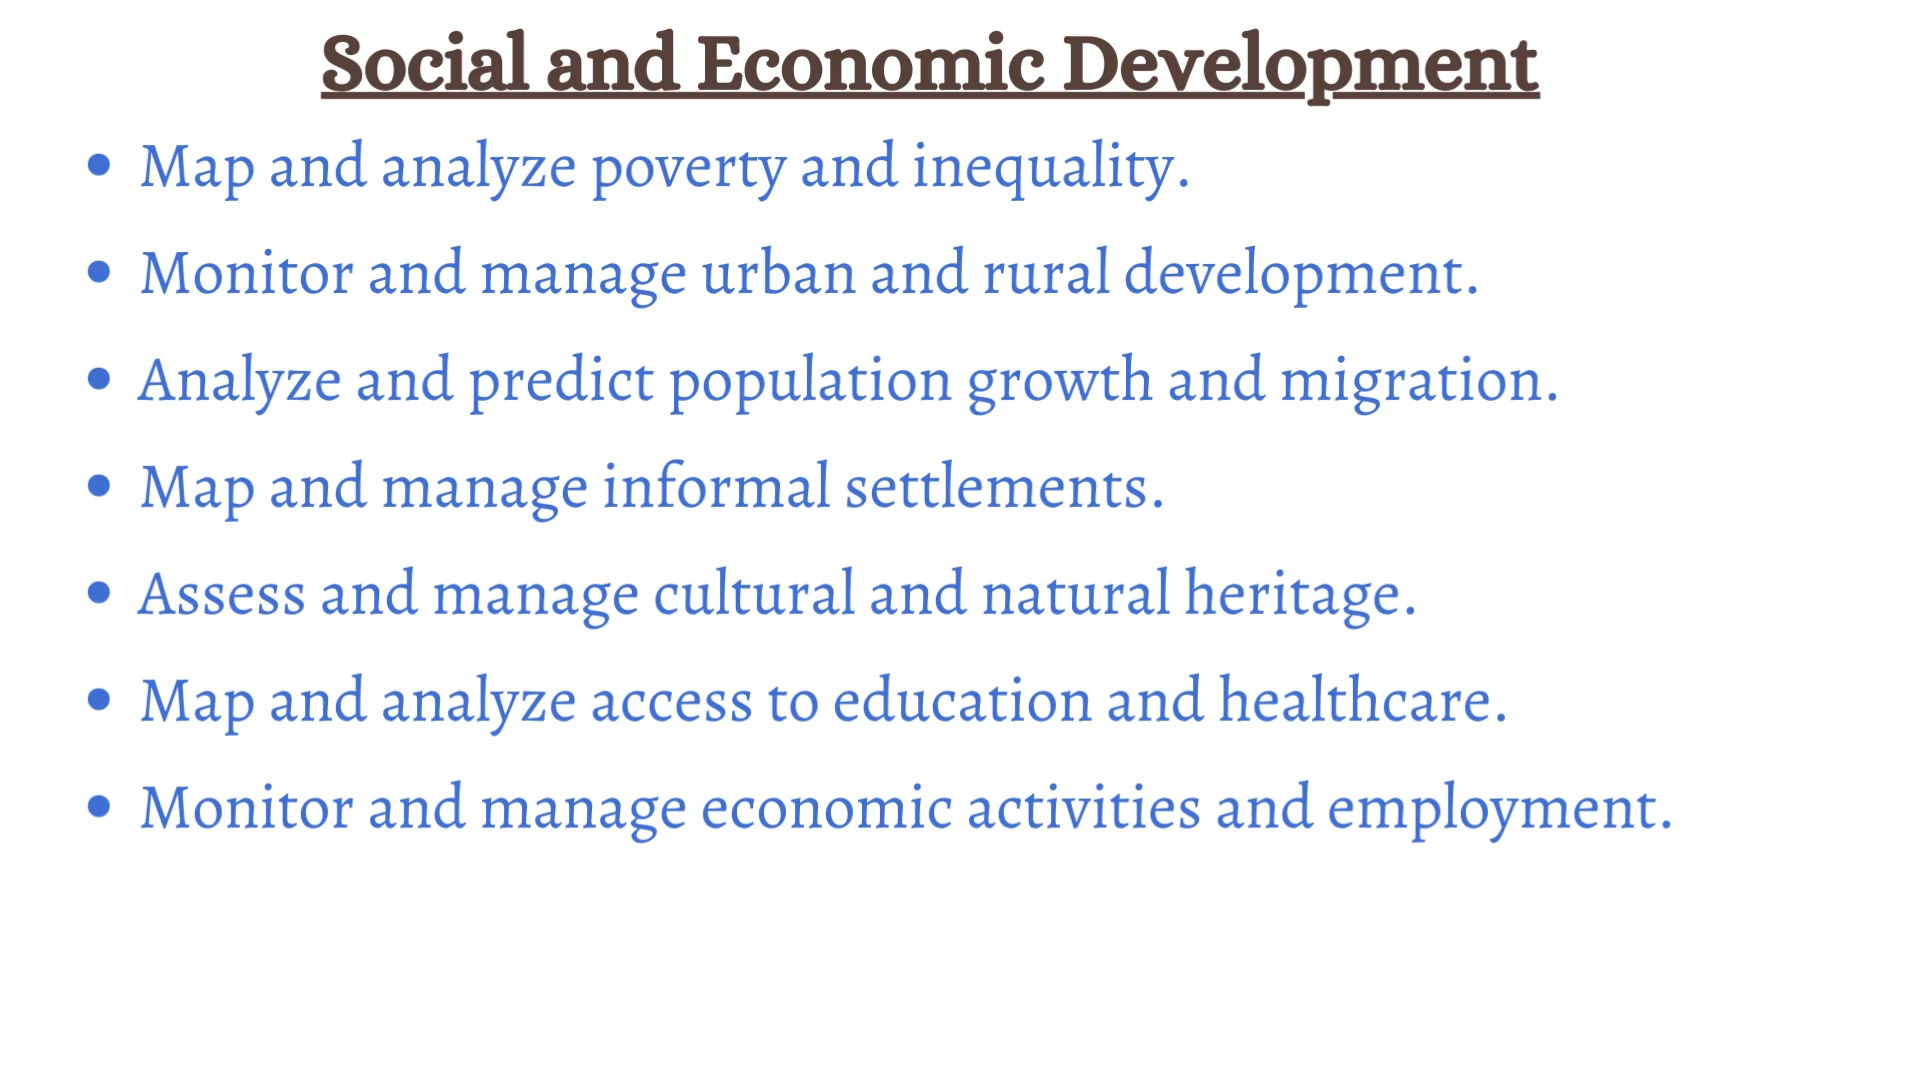 Social and Economic Development
• Map and analyze poverty and inequality.
• Monitor and manage urban and rural development.
• Analyze and predict population growth and migration.
• Map and manage informal settlements.
• Assess and manage cultural and natural heritage.
• Map and analyze access to education and healthcare.
• Monitor and manage economic activities and employment.